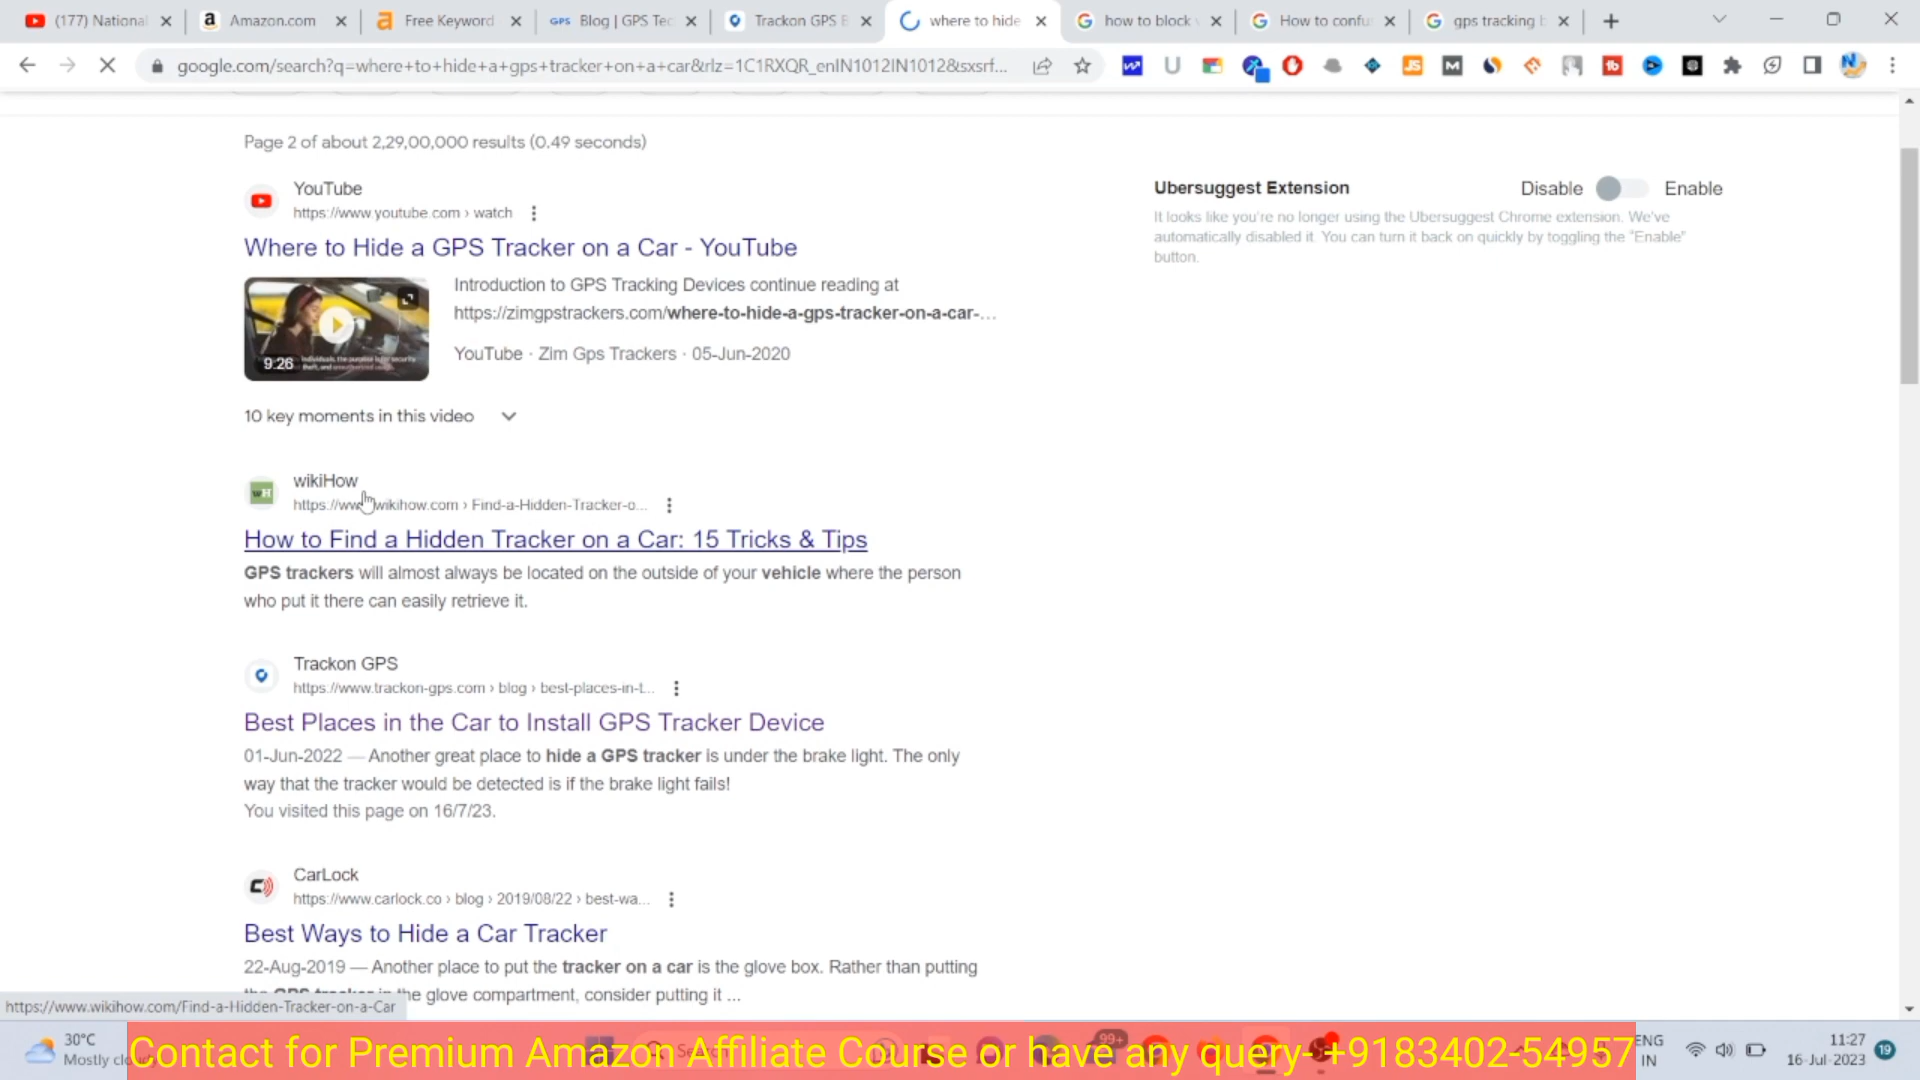 (177) National
Amazon.com
Free Keyword
GPS Blog | GPS Tec
Trackon GPS B
where to hide
how to block
How to confu
gps tracking b
google.com/search?q=where+to+hide+a+gps+tracker+on+a+car&rlz=1C1RXQR_enIN1012IN1012&sxsrf...
Page 2 of about 2,29,00,000 results (0.49 seconds)
YouTube
https://www.youtube.com › watch
Where to Hide a GPS Tracker on a Car - YouTube
Introduction to GPS Tracking Devices continue reading at
https://zimgpstrackers.com/where-to-hide-a-gps-tracker-on-a-car-...
9:26
YouTube · Zim Gps Trackers · 05-Jun-2020
10 key moments in this video
Ubersuggest Extension
Disable
Enable
It looks like you're no longer using the Ubersuggest Chrome extension. We've
automatically disabled it. You can turn it back on quickly by toggling the "Enable"
button.
wikiHow
https://www.wikihow.com › Find-a-Hidden-Tracker-o...
How to Find a Hidden Tracker on a Car: 15 Tricks & Tips
GPS trackers will almost always be located on the outside of your vehicle where the person
who put it there can easily retrieve it.
Trackon GPS
https://www.trackon-gps.com › blog › best-places-in-t...
Best Places in the Car to Install GPS Tracker Device
01-Jun-2022 — Another great place to hide a GPS tracker is under the brake light. The only
way that the tracker would be detected is if the brake light fails!
You visited this page on 16/7/23.
CarLock
https://www.carlock.co › blog › 2019/08/22 › best-wa...
Best Ways to Hide a Car Tracker
22-Aug-2019 — Another place to put the tracker on a car is the glove box. Rather than putting
the GPS tracker in the glove compartment, consider putting it ...
https://www.wikihow.com/Find-a-Hidden-Tracker-on-a-Car
30°C
Mostly
Contact for Premium Amazon Affiliate Course or have any query- +9183402-54957
99+
ENG
IN
11:27
16-Jul-2023
19